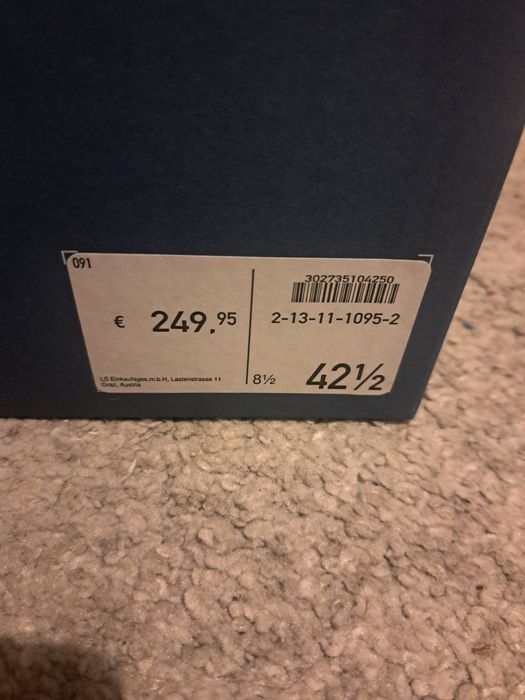 091
€ 249,95
LS Einkaufsges.m.b.H, Lastenstrasse 11
Graz, Austria
302735104250
2-13-11-1095-2
8½ 42½